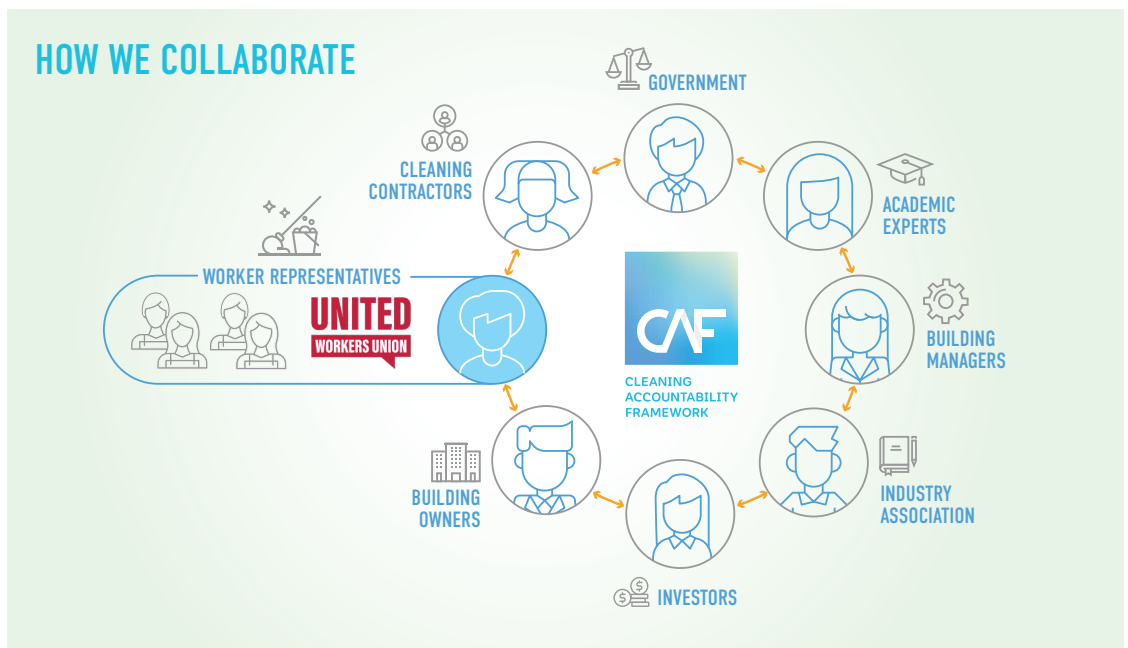 HOW WE COLLABORATE
GOVERNMENT
CLEANING
CONTRACTORS
ACADEMIC
EXPERTS
WORKER REPRESENTATIVES
UNITED
WORKERS UNION
CAF
CLEANING
ACCOUNTABILITY
FRAMEWORK
BUILDING
MANAGERS
BUILDING
OWNERS
INDUSTRY
ASSOCIATION
INVESTORS